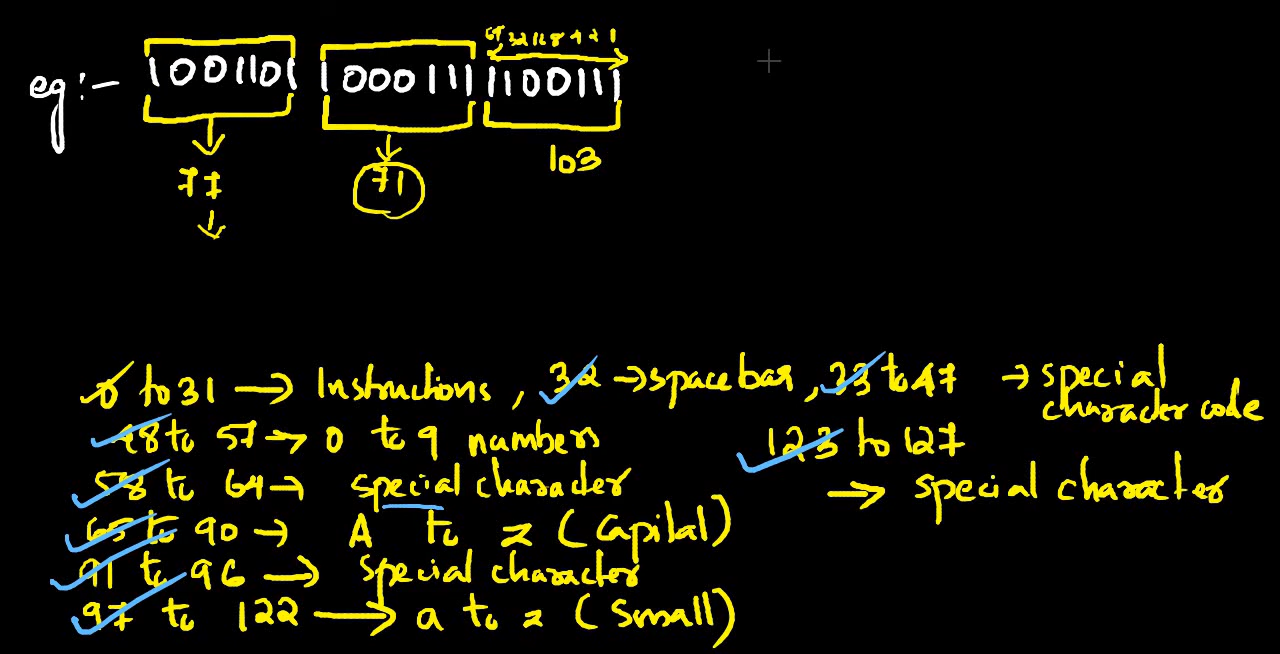 64 32 16 8 4 2 1
eg:- 1001101 1000111 1100111
77 71 103
0 to 31 → Instructions, 32 → space bar, 33 to 47 → special character code
48 to 57 → 0 to 9 numbers 123 to 127
58 to 64 → special character → special character
65 to 90 → A to z (Capital)
91 to 96 → special character
97 to 122 → a to z (small)